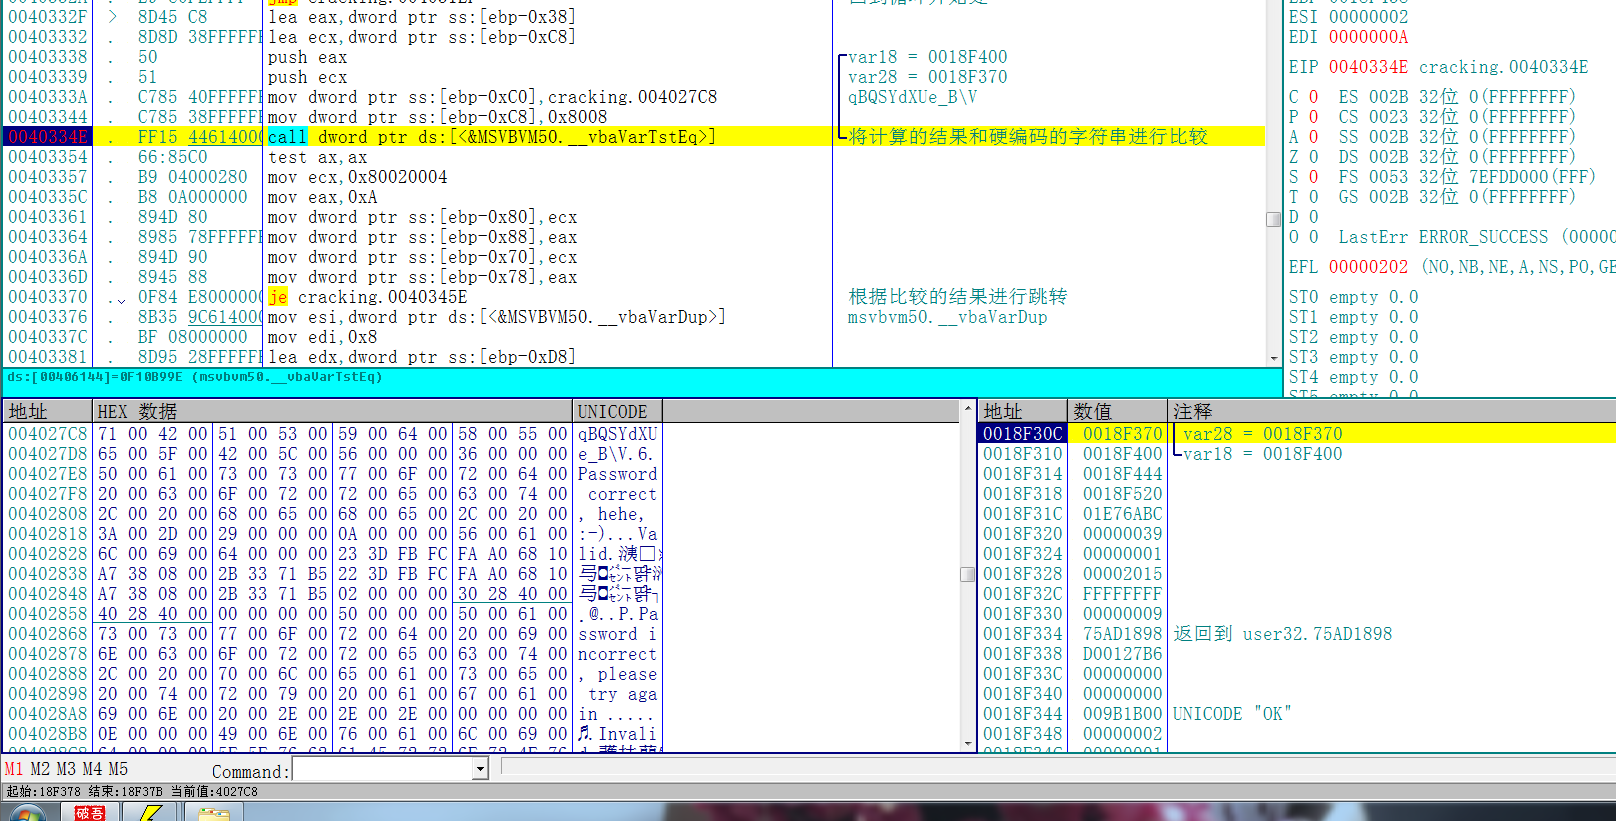 0040332F > 8D45 C8 lea eax,dword ptr ss:[ebp-0x38]
00403332 . 8D8D 38FFFFF lea ecx,dword ptr ss:[ebp-0xC8]
00403338 . 50 push eax var18 = 0018F400
00403339 . 51 push ecx var28 = 0018F370
0040333A . C785 40FFFFF mov dword ptr ss:[ebp-0xC0],cracking.004027C8 qBQSYdXUe_B\V
00403344 . C785 38FFFFF mov dword ptr ss:[ebp-0xC8],0x8008
0040334E . FF15 44614000 call dword ptr ds:[<&MSVBVM50.__vbaVarTstEq>] 将计算的结果和硬编码的字符串进行比较
00403354 . 66:85C0 test ax,ax
00403357 . B9 04000280 mov ecx,0x80020004
0040335C . B8 0A000000 mov eax,0xA
00403361 . 894D 80 mov dword ptr ss:[ebp-0x80],ecx
00403364 . 8985 78FFFFF mov dword ptr ss:[ebp-0x88],eax
0040336A . 894D 90 mov dword ptr ss:[ebp-0x70],ecx
0040336D . 8945 88 mov dword ptr ss:[ebp-0x78],eax
00403370 . 0F84 E8000000 je cracking.0040345E 根据比较的结果进行跳转
00403376 . 8B35 9C614000 mov esi,dword ptr ds:[<&MSVBVM50.__vbaVarDup>] msvbvm50.__vbaVarDup
0040337C . BF 08000000 mov edi,0x8
00403381 . 8D95 28FFFFF lea edx,dword ptr ss:[ebp-0xD8]
ds:[00406144]=0F10B99E (msvbvm50.__vbaVarTstEq)
ESI 00000002
EDI 0000000A
EIP 0040334E cracking.0040334E
C 0 ES 002B 32位 0(FFFFFFFF)
P 0 CS 0023 32位 0(FFFFFFFF)
A 0 SS 002B 32位 0(FFFFFFFF)
Z 0 DS 002B 32位 0(FFFFFFFF)
S 0 FS 0053 32位 7EFDD000(FFF)
T 0 GS 002B 32位 0(FFFFFFFF)
D 0
O 0 LastErr ERROR_SUCCESS (00000
EFL 00000202 (NO,NB,NE,A,NS,PO,GE
ST0 empty 0.0
ST1 empty 0.0
ST2 empty 0.0
ST3 empty 0.0
ST4 empty 0.0
地址 HEX 数据 UNICODE
004027C8 71 00 42 00 51 00 53 00 59 00 64 00 58 00 55 00 qBQSYdXU
004027D8 65 00 5F 00 42 00 5C 00 56 00 00 00 36 00 00 00 e_B\V.6.
004027E8 50 00 61 00 73 00 73 00 77 00 6F 00 72 00 64 00 Password
004027F8 20 00 63 00 6F 00 72 00 72 00 65 00 63 00 74 00 correct
00402808 2C 00 20 00 68 00 65 00 68 00 65 00 2C 00 20 00 , hehe,
00402818 3A 00 2D 00 29 00 00 00 0A 00 00 00 56 00 61 00 :-)...Va
00402828 6C 00 69 00 64 00 00 00 23 3D FB FC FA A0 68 10 lid.
00402838 A7 38 08 00 2B 33 71 B5 22 3D FB FC FA A0 68 10
00402848 A7 38 08 00 2B 33 71 B5 02 00 00 00 30 28 40 00
00402858 40 28 40 00 00 00 00 00 50 00 00 00 50 00 61 00 .@..P.Pa
00402868 73 00 73 00 77 00 6F 00 72 00 64 00 20 00 69 00 ssword i
00402878 6E 00 63 00 6F 00 72 00 72 00 65 00 63 00 74 00 ncorrect
00402888 2C 00 20 00 70 00 6C 00 65 00 61 00 73 00 65 00 , please
00402898 20 00 74 00 72 00 79 00 20 00 61 00 67 00 61 00 try aga
004028A8 69 00 6E 00 20 00 2E 00 2E 00 2E 00 00 00 00 00 in .....
004028B8 0E 00 00 00 49 00 6E 00 76 00 61 00 6C 00 69 00 ♬.Invali
地址 数值 注释
0018F30C 0018F370 var28 = 0018F370
0018F310 0018F400 var18 = 0018F400
0018F314 0018F444
0018F318 0018F520
0018F31C 01E76ABC
0018F320 00000039
0018F324 00000001
0018F328 00002015
0018F32C FFFFFFFF
0018F330 00000009
0018F334 75AD1898 返回到 user32.75AD1898
0018F338 D00127B6
0018F33C 00000000
0018F340 00000000
0018F344 009B1B00 UNICODE "OK"
0018F348 00000002
M1 M2 M3 M4 M5 Command:
起始:18F378 结束:18F37B 当前值:4027C8
破吾